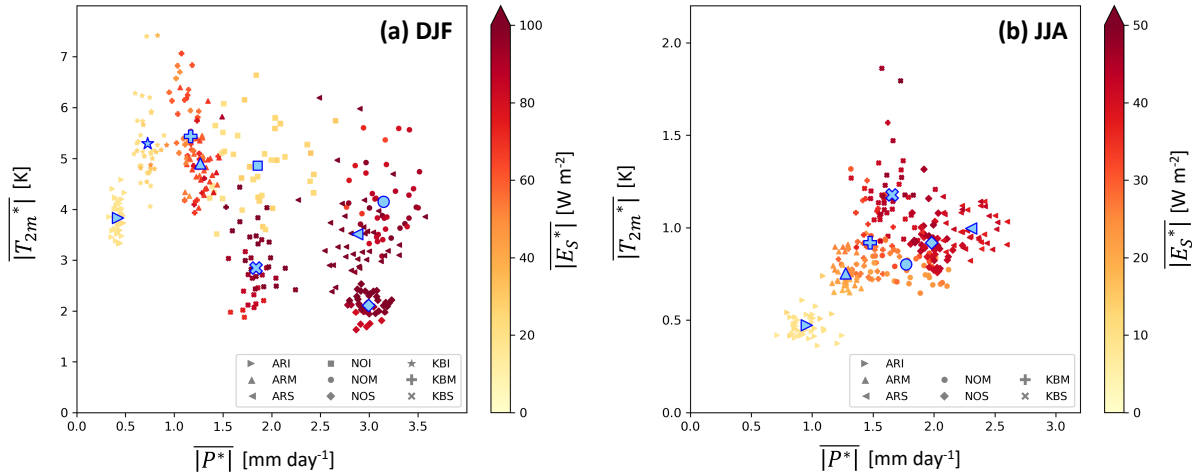 (a) DJF
7
6
5
4
3
2
1
0
|T2m*| [K]
0.0 0.5 1.0 1.5 2.0 2.5 3.0 3.5
|P*| [mm day-1]
ARI NOI KBI
ARM NOM KBM
ARS NOS KBS
100
80
60
40
20
0
|ES*| [W m-2]
(b) JJA
2.0
1.5
1.0
0.5
0.0
|T2m*| [K]
0.0 0.5 1.0 1.5 2.0 2.5 3.0
|P*| [mm day-1]
ARI
ARM NOM KBM
ARS NOS KBS
50
40
30
20
10
0
|ES*| [W m-2]